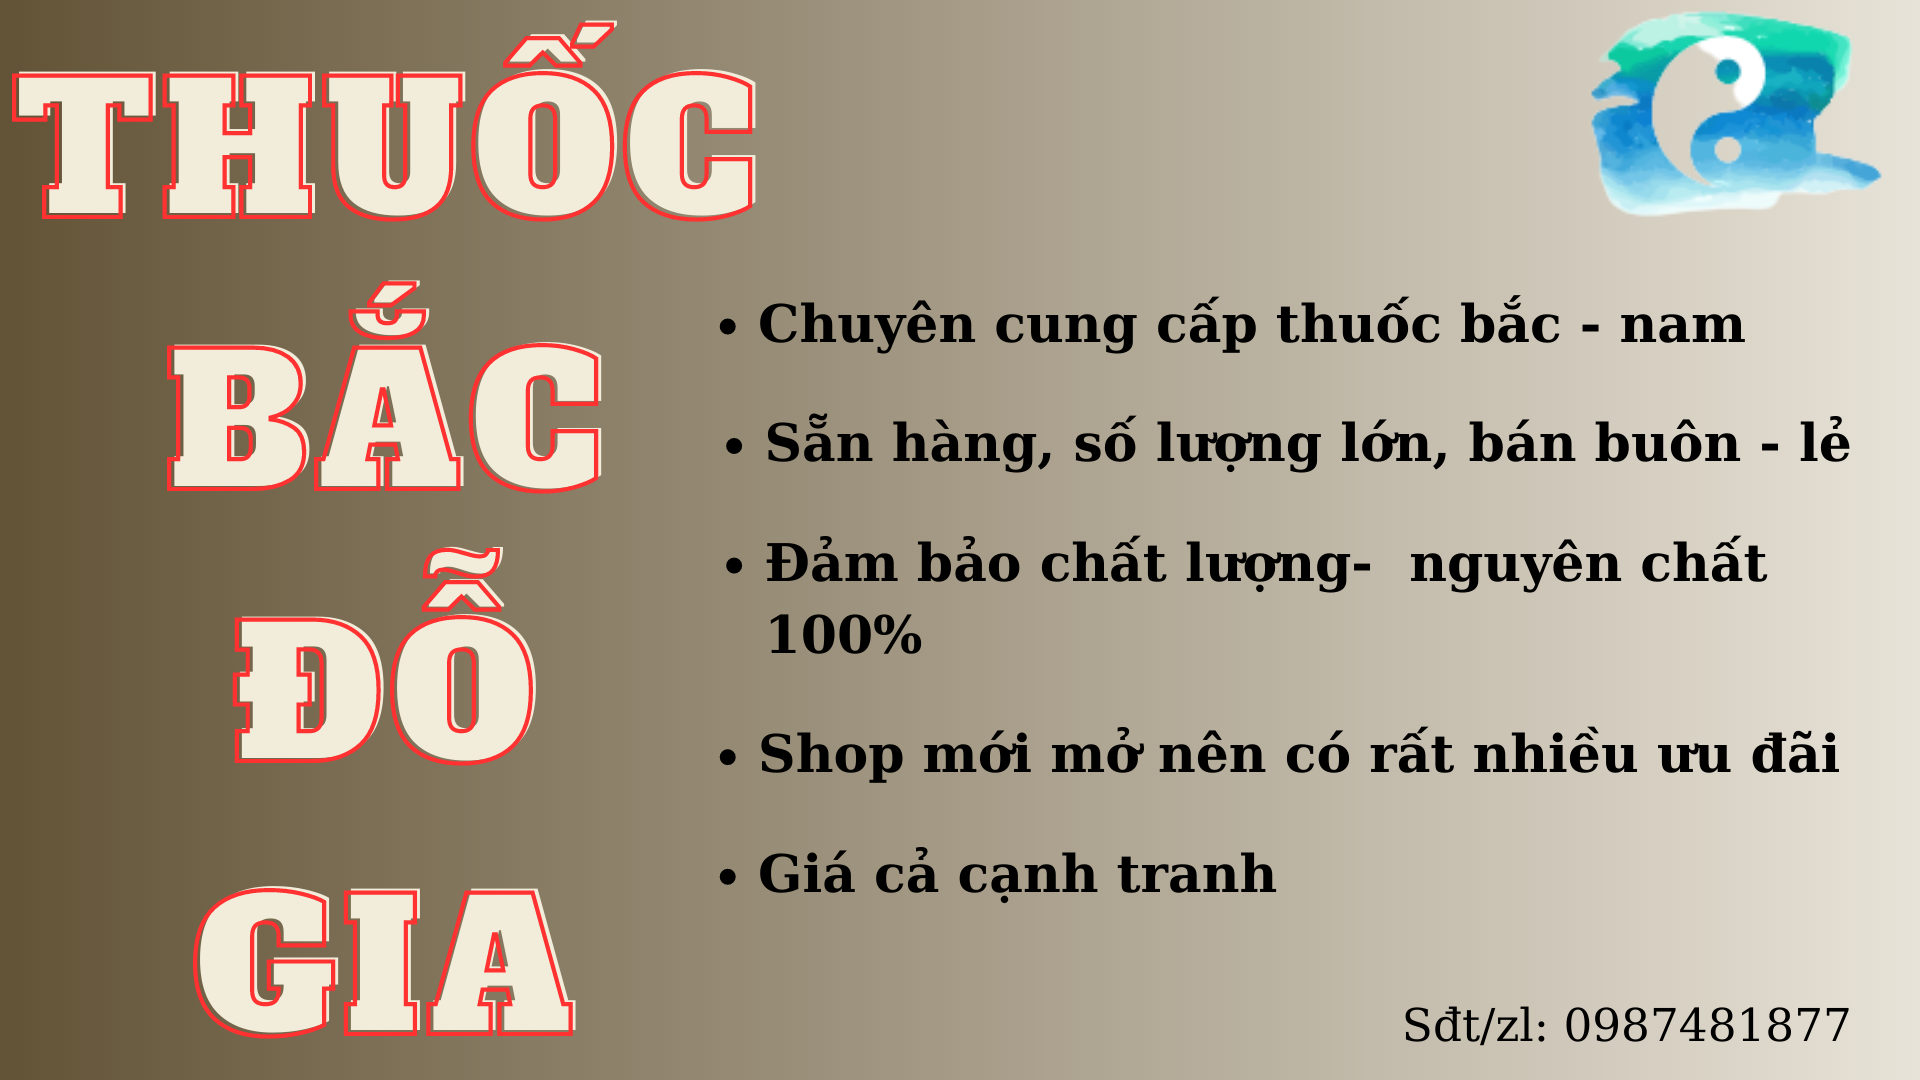 THUỐC
BẮC
ĐỖ
GIA
• Chuyên cung cấp thuốc bắc - nam
• Sẵn hàng, số lượng lớn, bán buôn - lẻ
• Đảm bảo chất lượng-  nguyên chất
100%
• Shop mới mở nên có rất nhiều ưu đãi
• Giá cả cạnh tranh
Sđt/zl: 0987481877